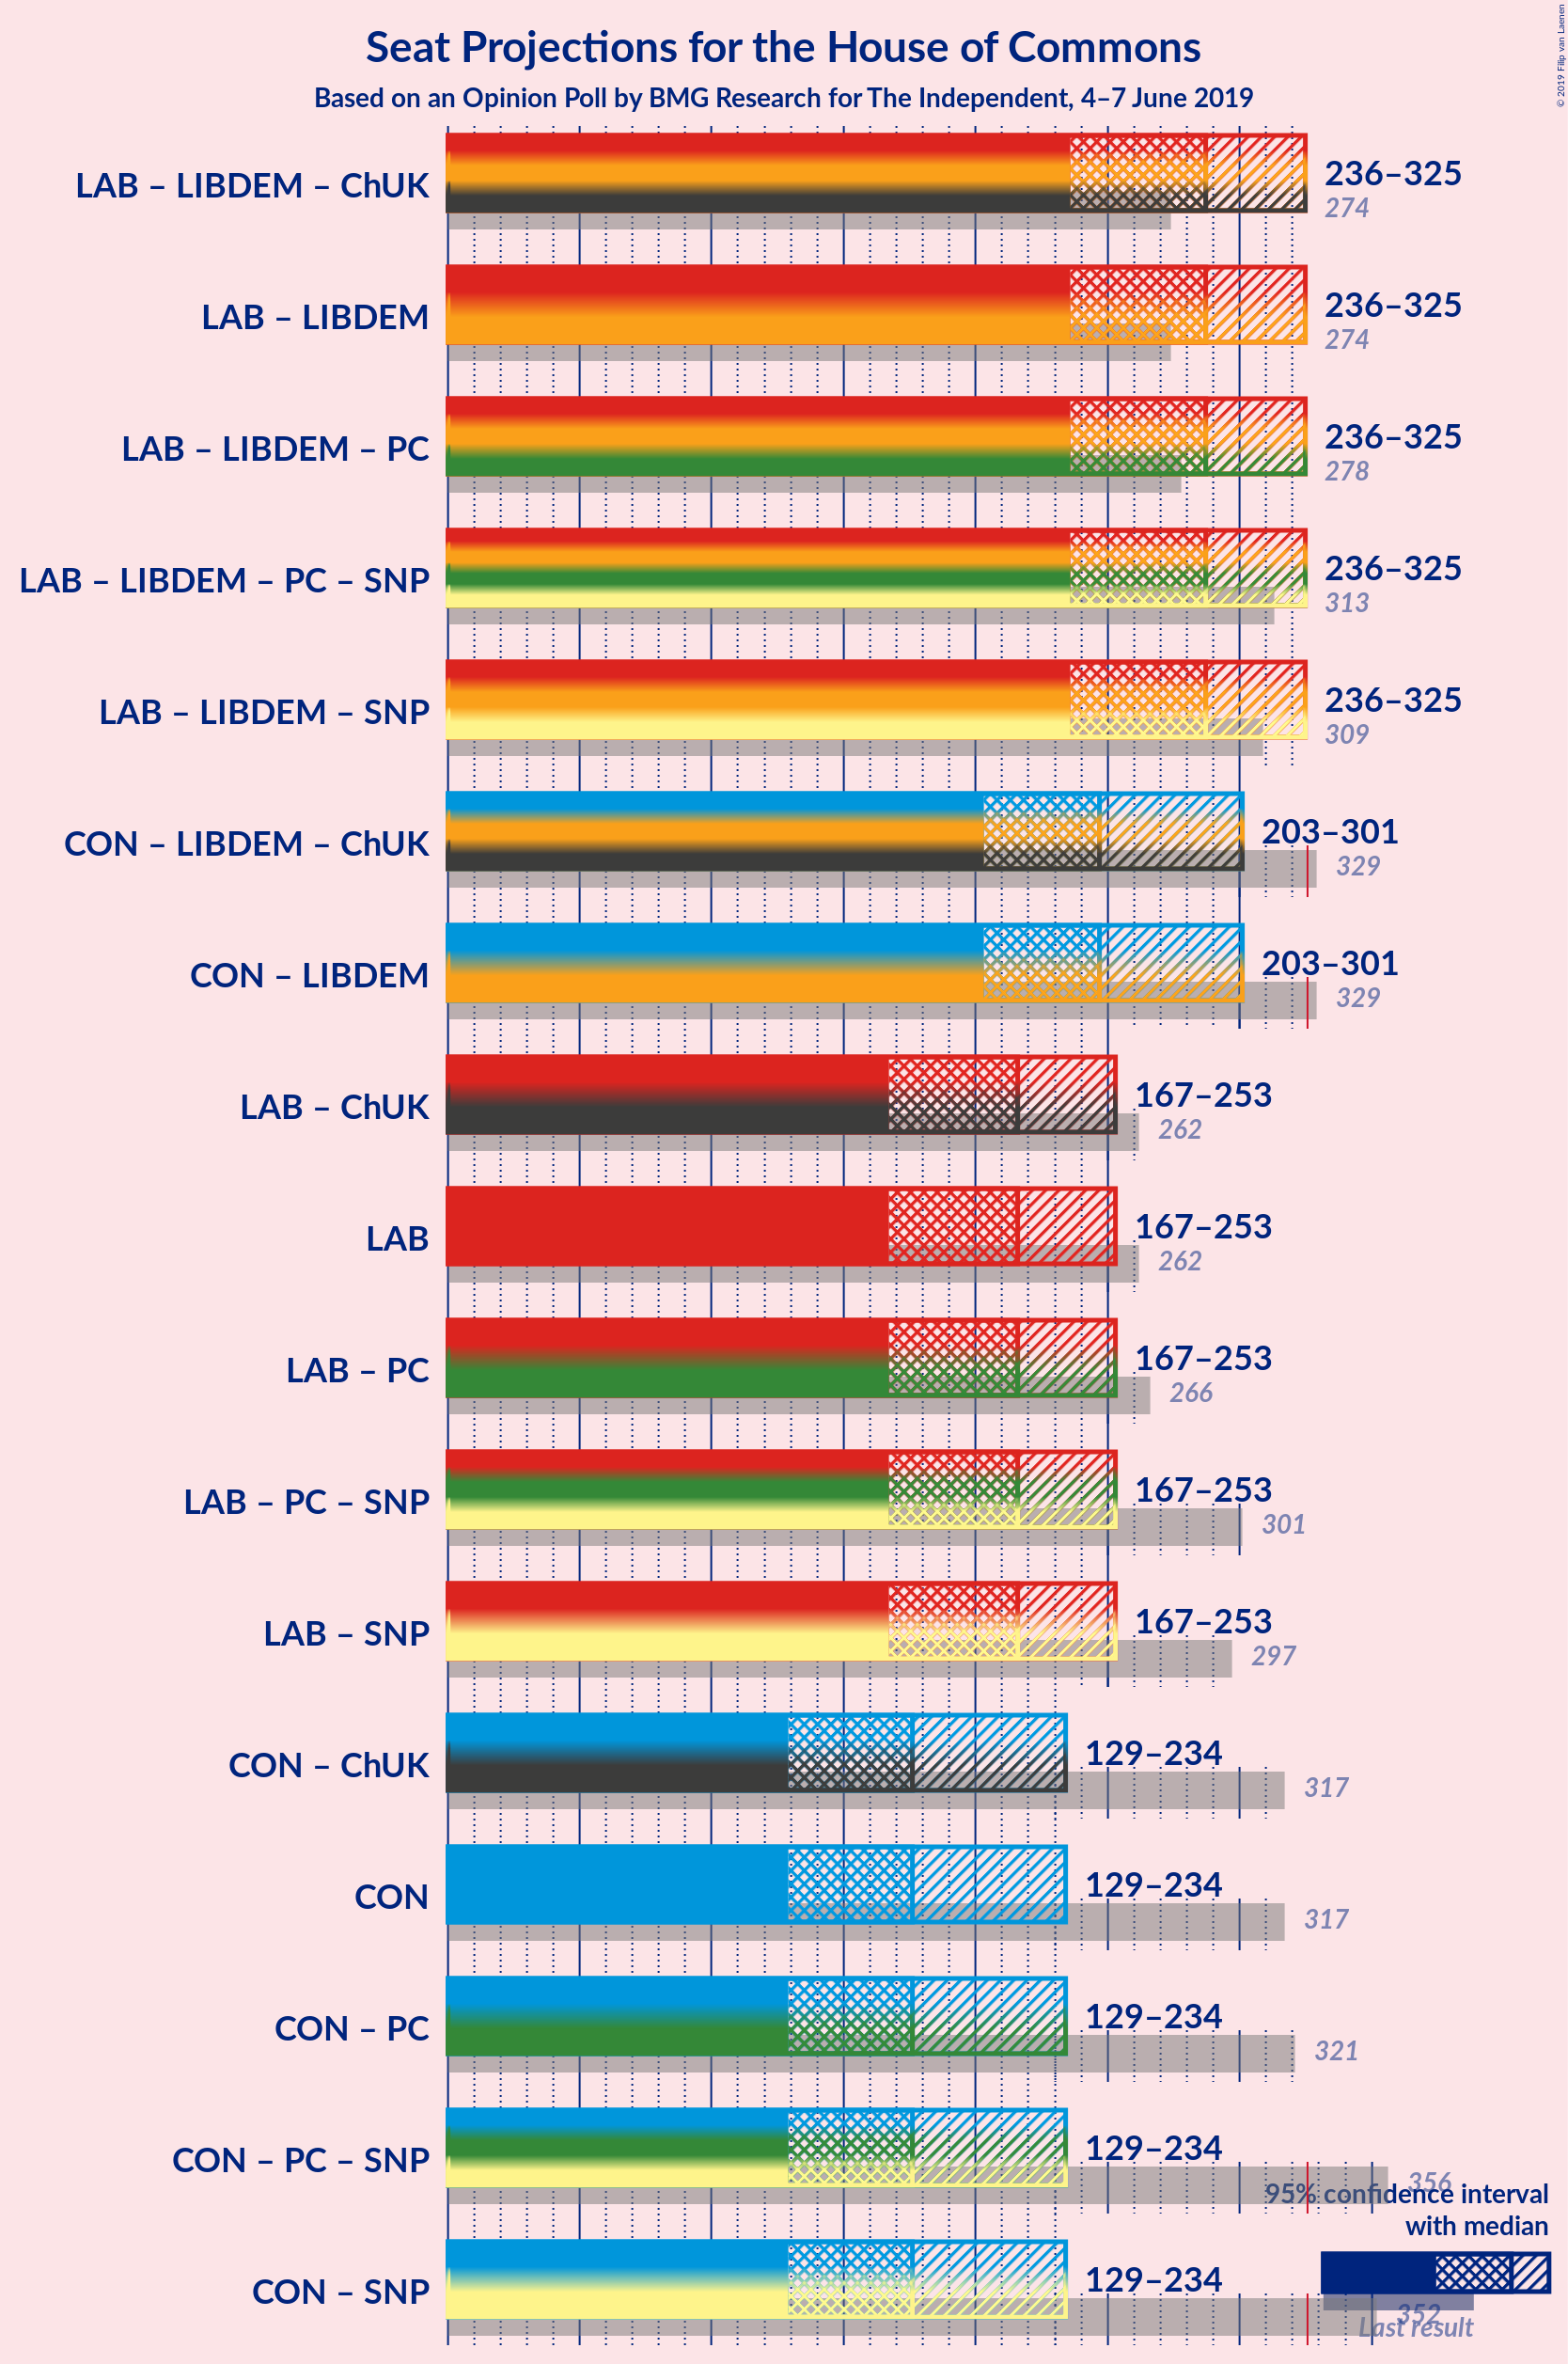 Seat Projections for the House of Commons
Based on an Opinion Poll by BMG Research for The Independent, 4–7 June 2019
© 2019 Filip van Laenen
LAB – LIBDEM – ChUK
236–325
274
LAB – LIBDEM
236–325
274
LAB – LIBDEM – PC
236–325
278
LAB – LIBDEM – PC – SNP
236–325
313
LAB – LIBDEM – SNP
236–325
309
CON – LIBDEM – ChUK
203–301
329
CON – LIBDEM
203–301
329
LAB – ChUK
167–253
262
LAB
167–253
262
LAB – PC
167–253
266
LAB – PC – SNP
167–253
301
LAB – SNP
167–253
297
CON – ChUK
129–234
317
CON
129–234
317
CON – PC
129–234
321
CON – PC – SNP
129–234
356
CON – SNP
129–234
352
95% confidence interval
with median
Last result